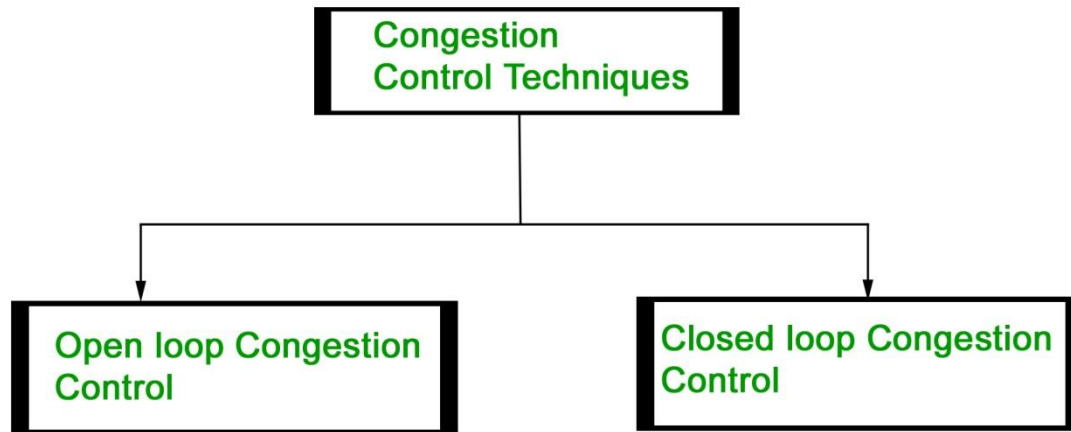 Congestion
Control Techniques
Open loop Congestion
Control
Closed loop Congestion
Control